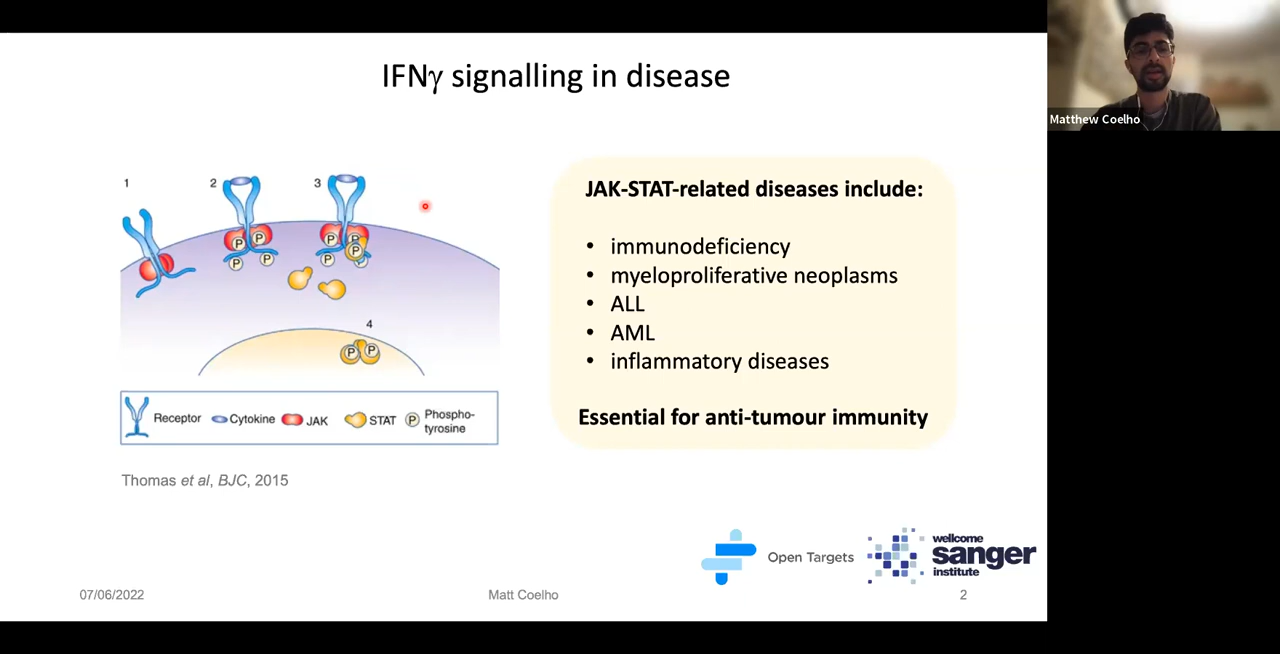 IFNγ signalling in disease
Matthew Coelho
1
2
3
P
P
P
P
P
P
P
P
4
P
P
Receptor
Cytokine
JAK
STAT
P
Phospho-
tyrosine
Thomas et al, BJC, 2015
JAK-STAT-related diseases include:
• immunodeficiency
• myeloproliferative neoplasms
• ALL
• AML
• inflammatory diseases
Essential for anti-tumour immunity
Open Targets
wellcome
sanger
institute
07/06/2022
Matt Coelho
2